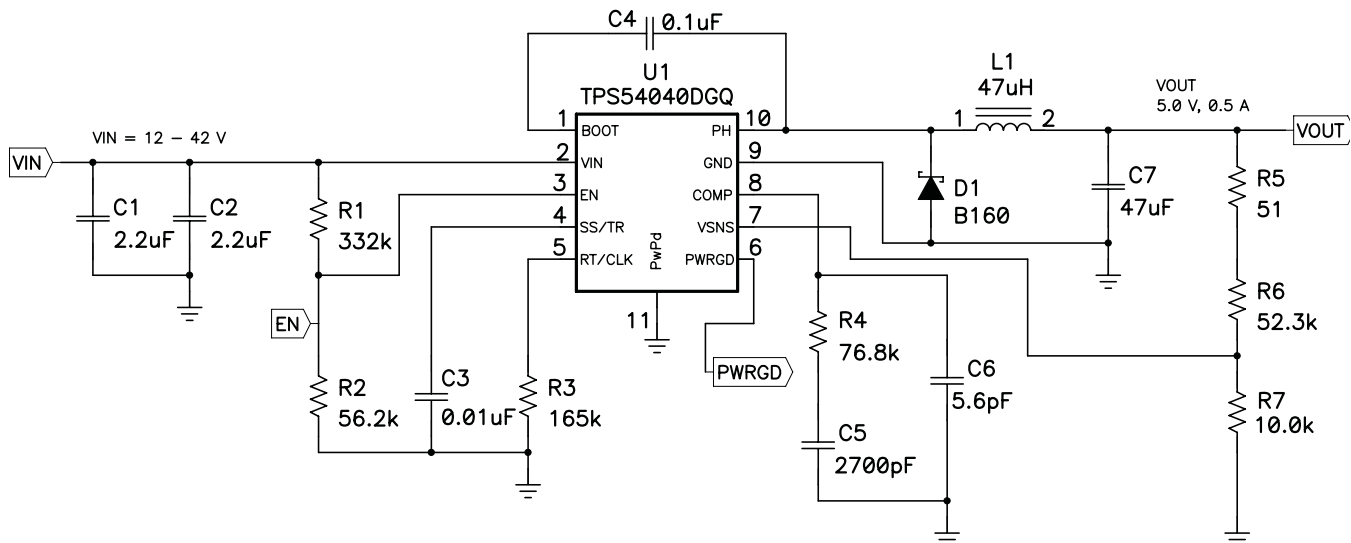 C4 0.1uF
U1
TPS54040DGQ
L1
47uH
VOUT
5.0 V, 0.5 A
VIN = 12 – 42 V
VIN
VOUT
1 BOOT
2 VIN
3 EN
4 SS/TR
5 RT/CLK
PH 10
GND 9
COMP 8
VSNS 7
PWRGD 6
PwPd
11
1 2
C1
2.2uF
C2
2.2uF
R1
332k
D1
B160
C7
47uF
R5
51
EN
R2
56.2k
C3
0.01uF
R3
165k
PWRGD
R4
76.8k
C6
5.6pF
C5
2700pF
R6
52.3k
R7
10.0k